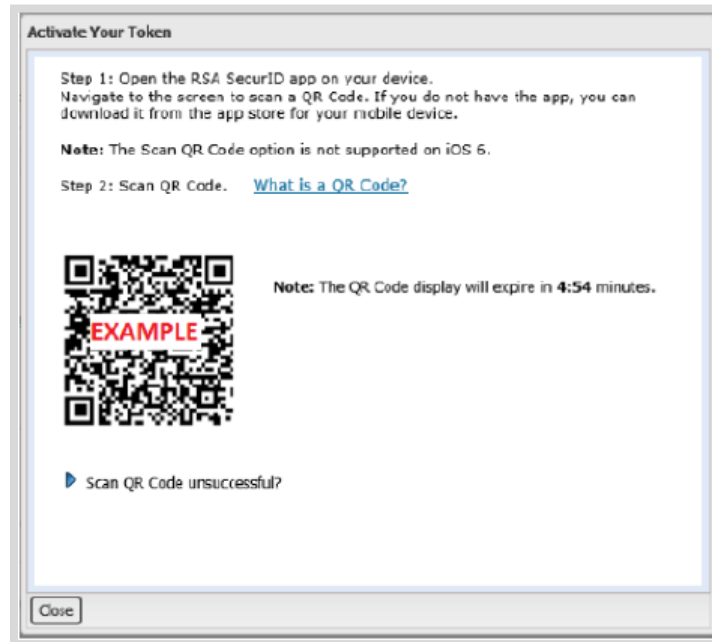 Activate Your Token
Step 1: Open the RSA SecurID app on your device.
Navigate to the screen to scan a QR Code. If you do not have the app, you can
download it from the app store for your mobile device.
Note: The Scan QR Code option is not supported on iOS 6.
Step 2: Scan QR Code. What is a QR Code?
Note: The QR Code display will expire in 4:54 minutes.
EXAMPLE
Scan QR Code unsuccessful?
Close